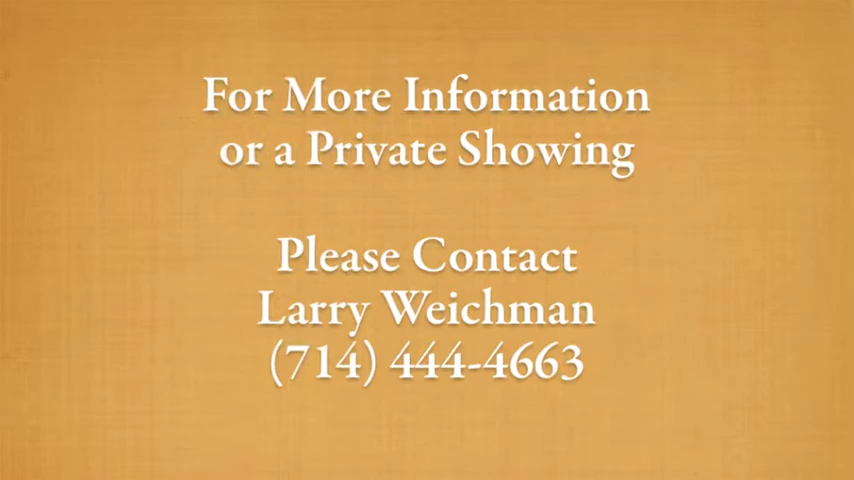 For More Information
or a Private Showing
Please Contact
Larry Weichman
(714) 444-4663